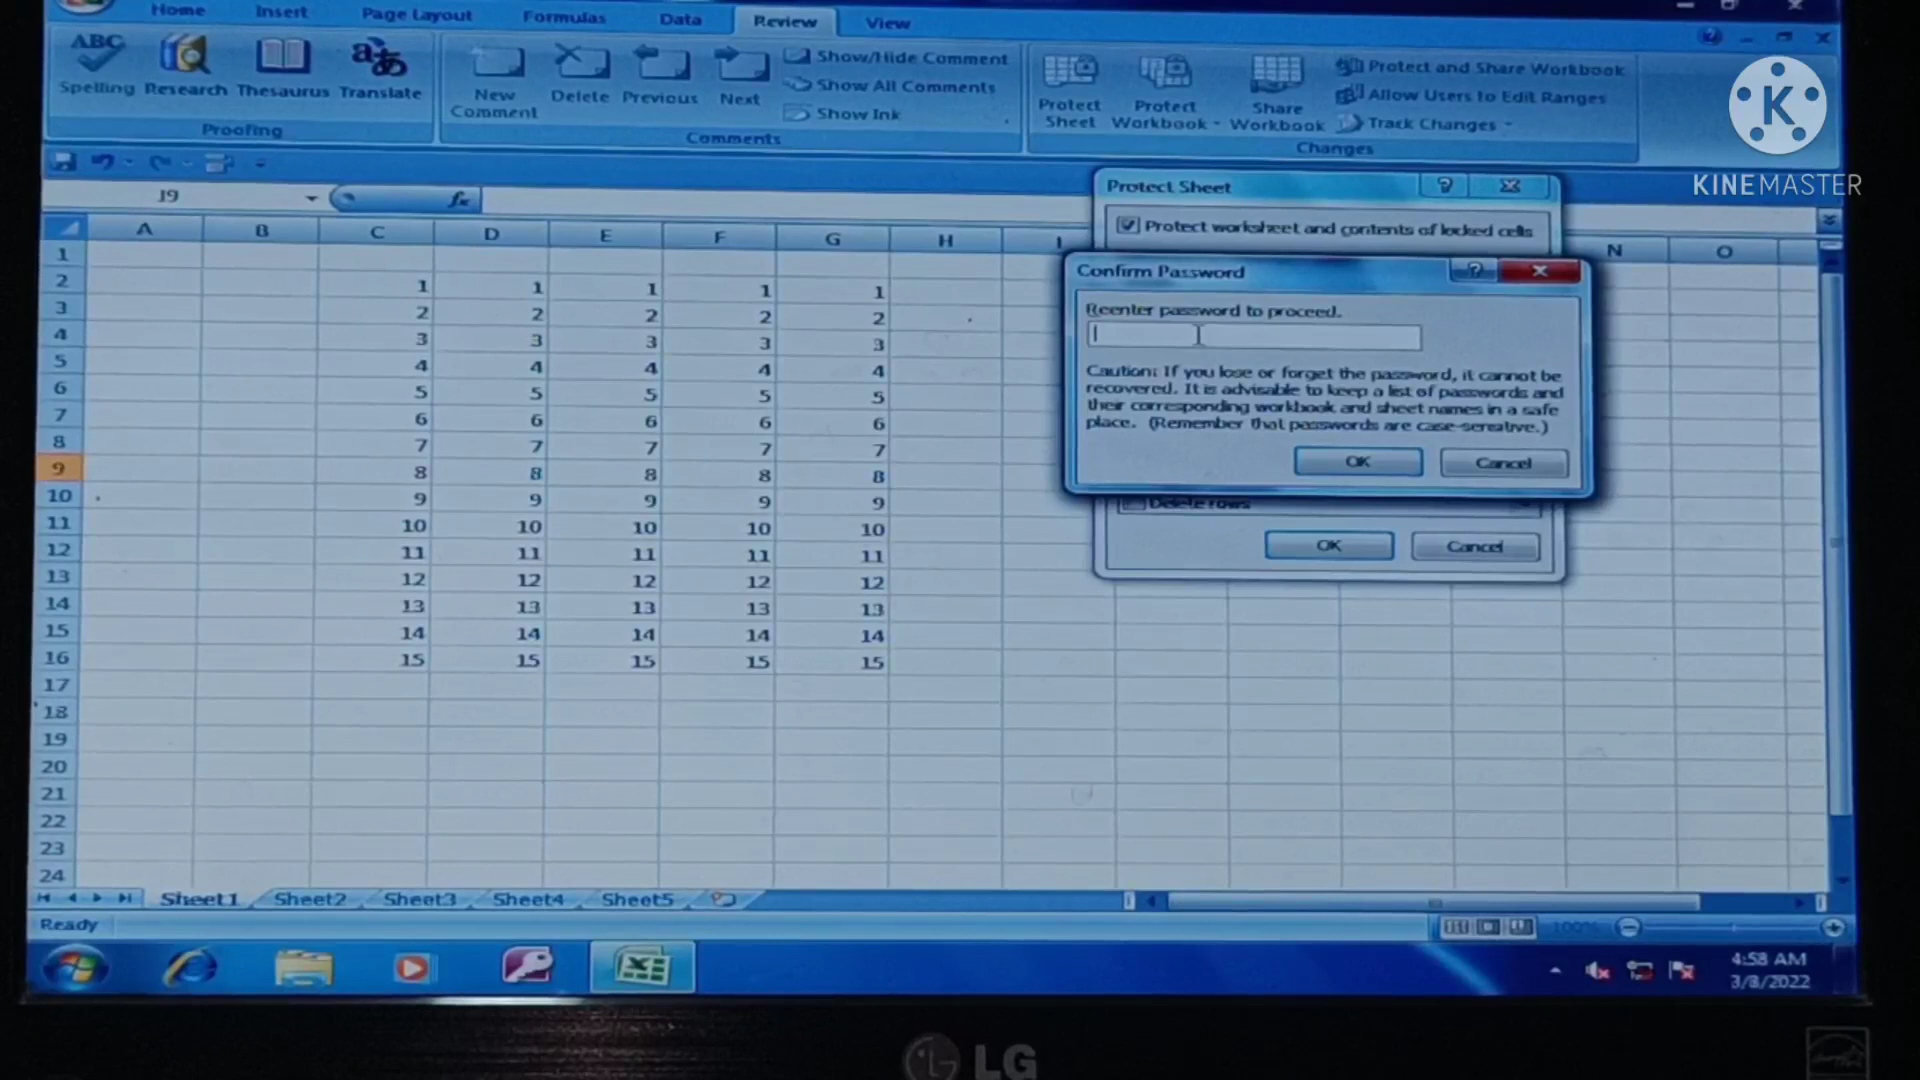 Home Insert Page Layout Formulas Data Review View
ABC
Spelling Research Thesaurus Translate
Proofing
New Comment
Delete Previous Next
Show/Hide Comment
Show All Comments
Show Ink
Comments
Protect Sheet
Protect Workbook
Share Workbook
Protect and Share Workbook
Allow Users to Edit Ranges
Track Changes
Changes
K
KINEMASTER
J9 fx
Protect Sheet
Protect worksheet and contents of locked cells
Confirm Password
Reenter password to proceed.
Caution: If you lose or forget the password, it cannot be
recovered. It is advisable to keep a list of passwords and
their corresponding workbook and sheet names in a safe
place. (Remember that passwords are case-sensitive.)
OK Cancel
Delete rows
OK Cancel
A B C D E F G H I N O
1
2 1 1 1 1 1
3 2 2 2 2 2
4 3 3 3 3 3
5 4 4 4 4 4
6 5 5 5 5 5
7 6 6 6 6 6
8 7 7 7 7 7
9 8 8 8 8 8
10 9 9 9 9 9
11 10 10 10 10 10
12 11 11 11 11 11
13 12 12 12 12 12
14 13 13 13 13 13
15 14 14 14 14 14
16 15 15 15 15 15
17
18
19
20
21
22
23
24
Sheet1 Sheet2 Sheet3 Sheet4 Sheet5
Ready 100%
4:58 AM
3/8/2022
LG